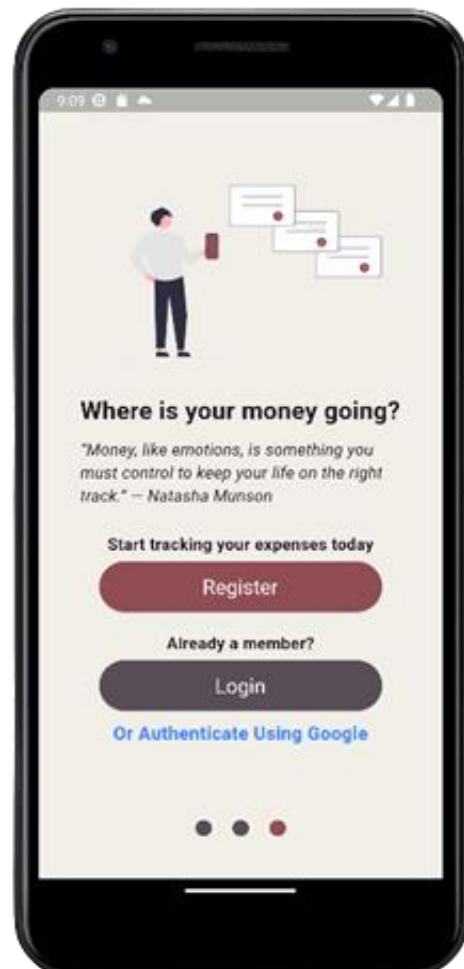 9:09
Where is your money going?
"Money, like emotions, is something you
must control to keep your life on the right
track." — Natasha Munson
Start tracking your expenses today
Register
Already a member?
Login
Or Authenticate Using Google